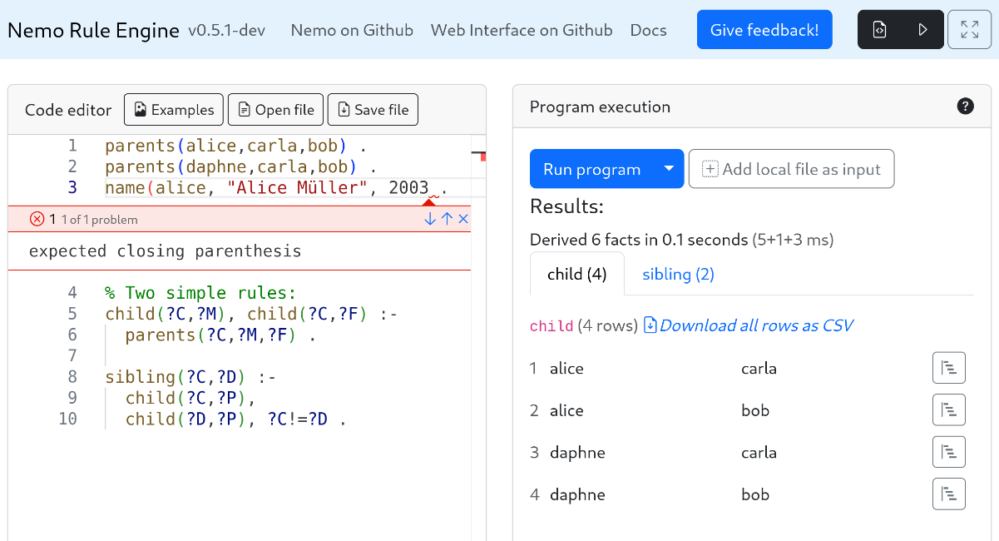 Nemo Rule Engine v0.5.1-dev Nemo on Github Web Interface on Github Docs Give feedback!
Code editor Examples Open file Save file
1 parents(alice,carla,bob) .
2 parents(daphne,carla,bob) .
3 name(alice, "Alice Müller", 2003 .
1 1 of 1 problem
expected closing parenthesis
4 % Two simple rules:
5 child(?C,?M), child(?C,?F) :-
6 parents(?C,?M,?F) .
7
8 sibling(?C,?D) :-
9 child(?C,?P),
10 child(?D,?P), ?C!=?D .
Program execution ?
Run program Add local file as input
Results:
Derived 6 facts in 0.1 seconds (5+1+3 ms)
child (4) sibling (2)
child (4 rows) Download all rows as CSV
1 alice carla
2 alice bob
3 daphne carla
4 daphne bob